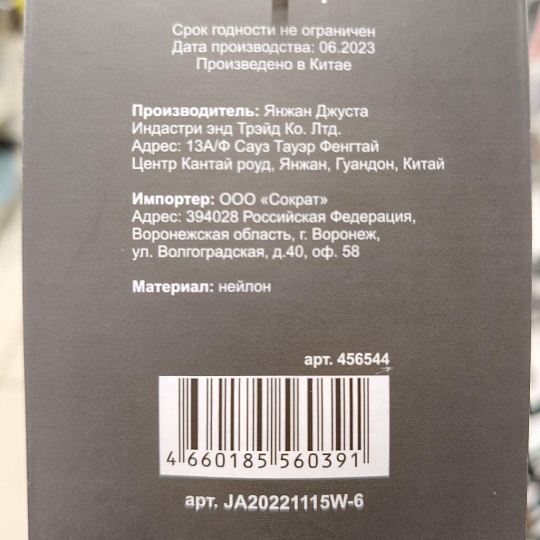 Срок годности не ограничен
Дата производства: 06.2023
Произведено в Китае
Производитель: Янжан Джуста
Индастри энд Трэйд Ко. Лтд.
Адрес: 13А/Ф Сауз Тауэр Фенгтай
Центр Кантай роуд, Янжан, Гуандон, Китай
Импортер: ООО «Сократ»
Адрес: 394028 Российская Федерация,
Воронежская область, г. Воронеж,
ул. Волгоградская, д.40, оф. 58
Материал: нейлон
арт. 456544
4 660185 560391
арт. JA20221115W-6